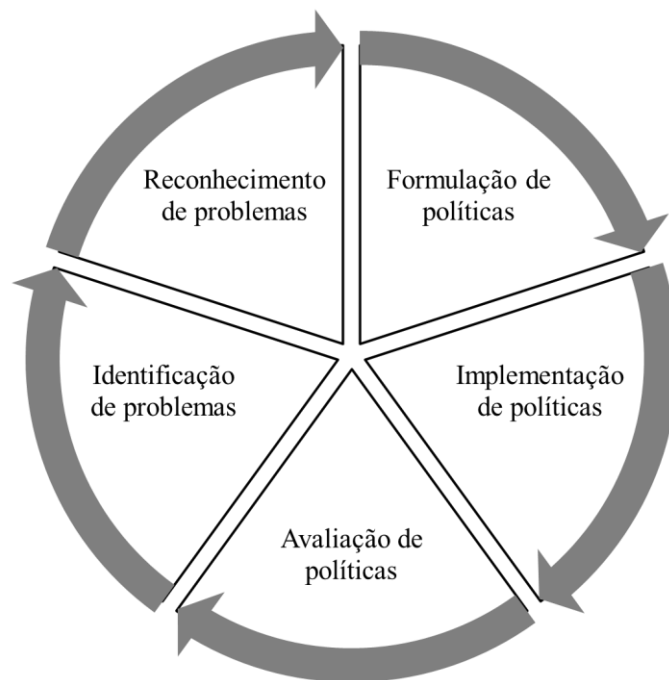 Reconhecimento
de problemas
Formulação de
políticas
Identificação
de problemas
Implementação
de políticas
Avaliação de
políticas